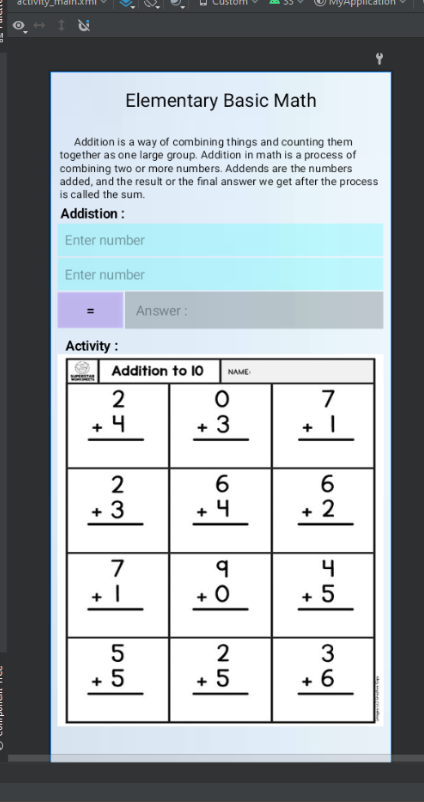 activity_main.xml Custom 33 MyApplication
Elementary Basic Math
Addition is a way of combining things and counting them
together as one large group. Addition in math is a process of
combining two or more numbers. Addends are the numbers
added, and the result or the final answer we get after the process
is called the sum.
Addistion :
Enter number
Enter number
= Answer :
Activity :
Addition to 10 NAME:
2 0 7
+ 4 + 3 + 1
2 6 6
+ 3 + 4 + 2
7 9 4
+ 1 + 0 + 5
5 2 3
+ 5 + 5 + 6
Component Tree